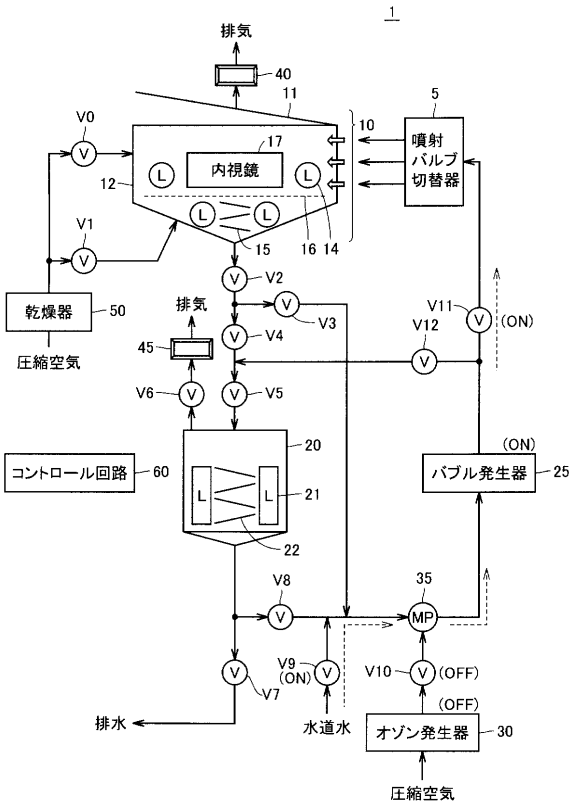 1
排気
40
11
5
V0
V
10
17
噴射
バルブ
切替器
内視鏡
L
L
12
V1
V
L
L
15
16
14
V
V2
乾燥器
50
排気
V
V3
V11
V
(ON)
圧縮空気
V
V4
V12
V
45
V6
V
V
V5
20
(ON)
コントロール回路
60
バブル発生器
25
L
L
21
22
V8
V
35
MP
V
V7
V9
(ON)
V
V10
V
(OFF)
(OFF)
排水
水道水
オゾン発生器
30
圧縮空気